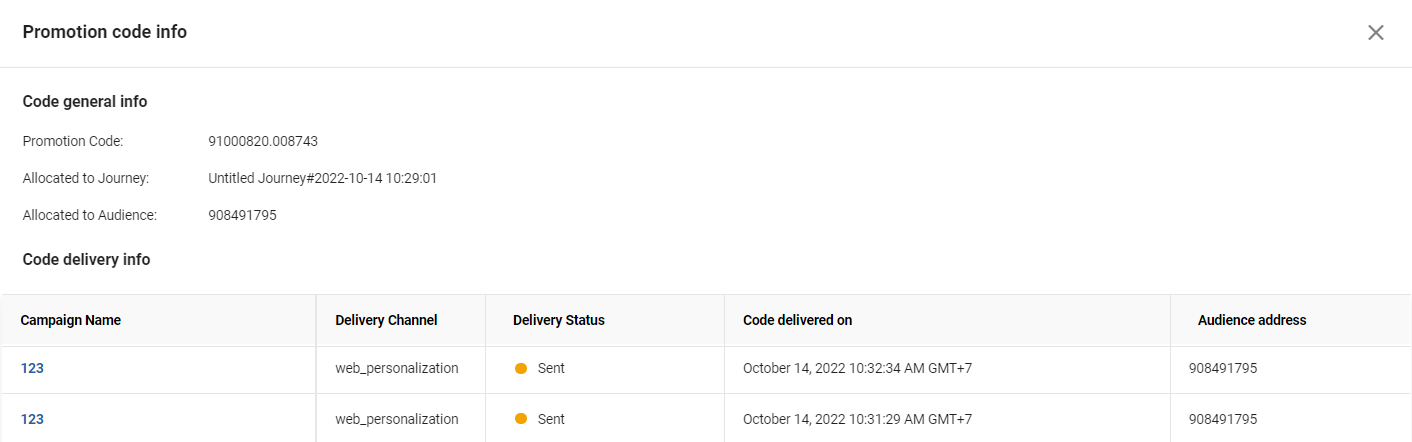 Promotion code info
Code general info
Promotion Code: 91000820.008743
Allocated to Journey: Untitled Journey#2022-10-14 10:29:01
Allocated to Audience: 908491795
Code delivery info
Campaign Name Delivery Channel Delivery Status Code delivered on Audience address
123 web_personalization Sent October 14, 2022 10:32:34 AM GMT+7 908491795
123 web_personalization Sent October 14, 2022 10:31:29 AM GMT+7 908491795